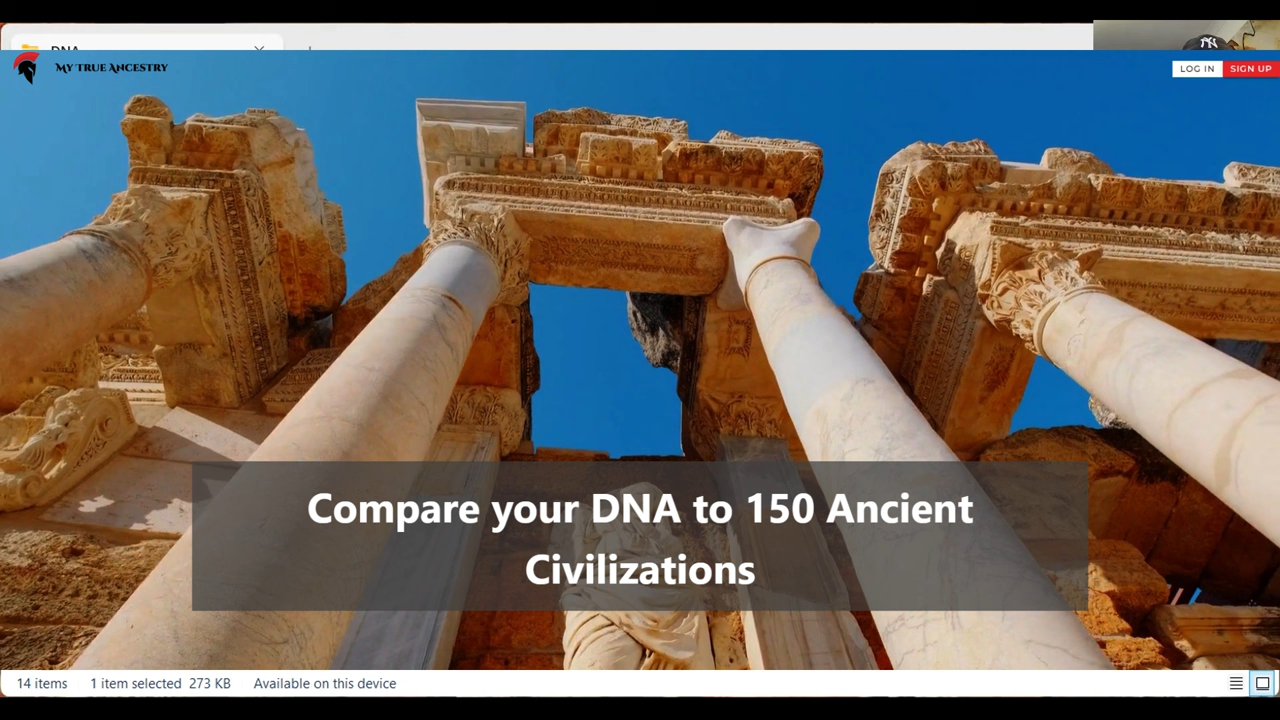 DNA
MY TRUE ANCESTRY
LOG IN
SIGN UP
Compare your DNA to 150 Ancient
Civilizations
14 items
1 item selected 273 KB
Available on this device